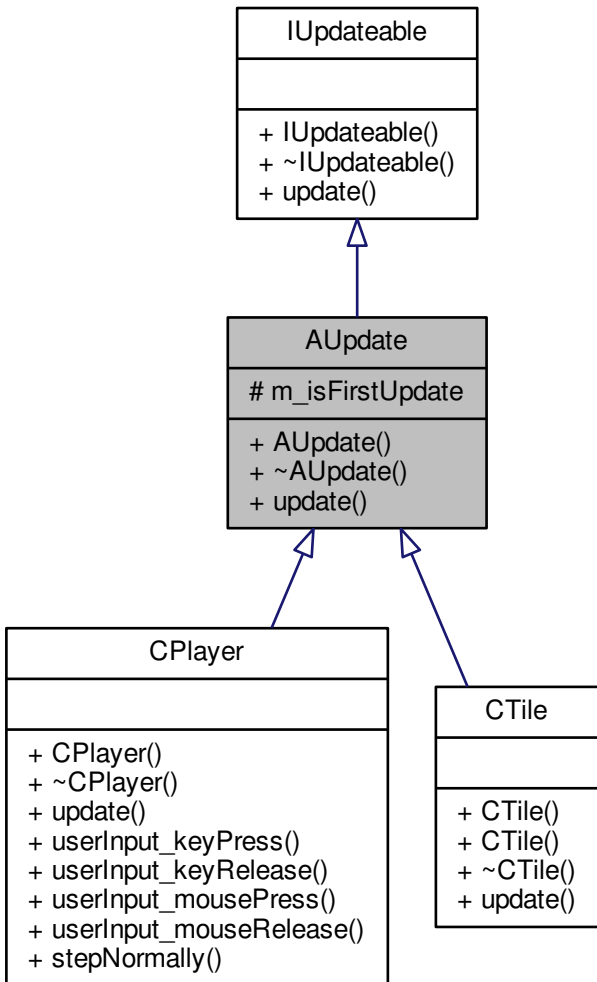 IUpdateable
+ IUpdateable()
+ ~IUpdateable()
+ update()
AUpdate
# m_isFirstUpdate
+ AUpdate()
+ ~AUpdate()
+ update()
CPlayer
+ CPlayer()
+ ~CPlayer()
+ update()
+ userInput_keyPress()
+ userInput_keyRelease()
+ userInput_mousePress()
+ userInput_mouseRelease()
+ stepNormally()
CTile
+ CTile()
+ CTile()
+ ~CTile()
+ update()